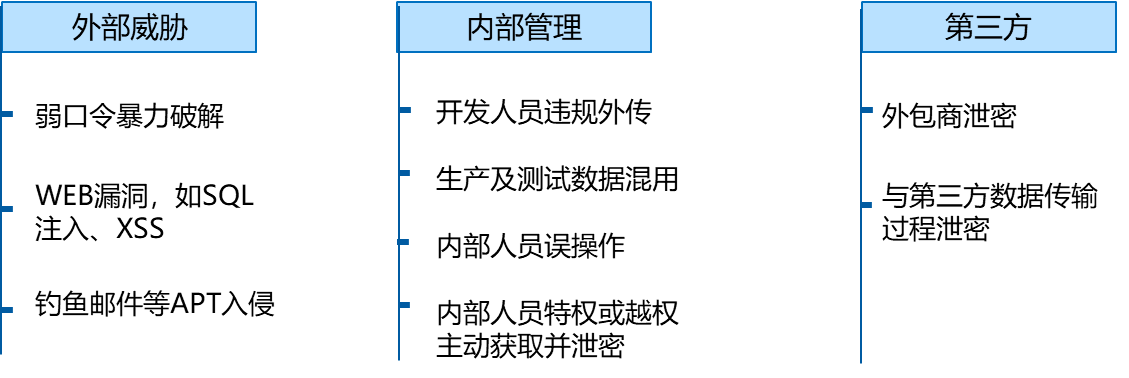 外部威胁
弱口令暴力破解
WEB漏洞，如SQL
注入、XSS
钓鱼邮件等APT入侵
内部管理
开发人员违规外传
生产及测试数据混用
内部人员误操作
内部人员特权或越权
主动获取并泄密
第三方
外包商泄密
与第三方数据传输
过程泄密